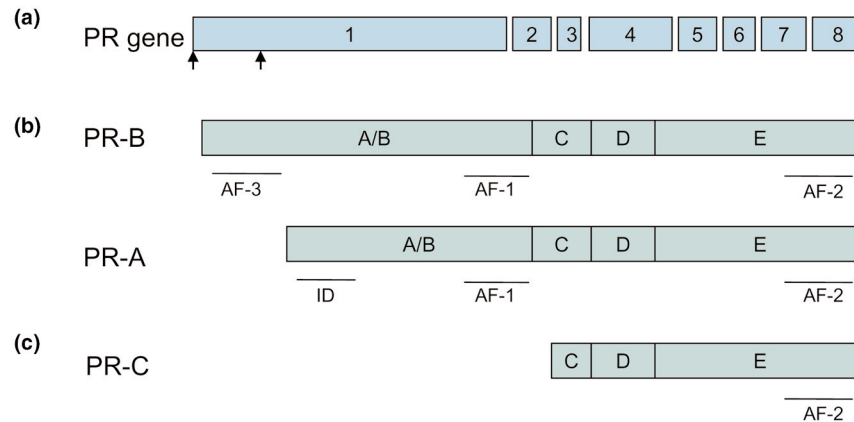 (a) PR gene 1 2 3 4 5 6 7 8
(b) PR-B A/B C D E
AF-3 AF-1 AF-2
PR-A A/B C D E
ID AF-1 AF-2
(c) PR-C C D E
AF-2